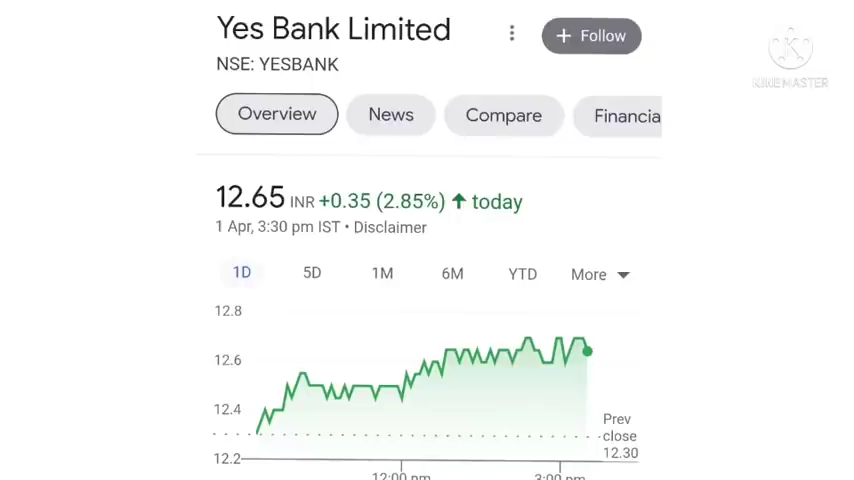 Yes Bank Limited
+ Follow
NSE: YESBANK
KINEMASTER
Overview
News
Compare
Financia
12.65 INR +0.35 (2.85%) ↑ today
1 Apr, 3:30 pm IST • Disclaimer
1D
5D
1M
6M
YTD
More
12.8
12.6
12.4
12.2
Prev
close
12.30
12:00 pm
3:00 pm